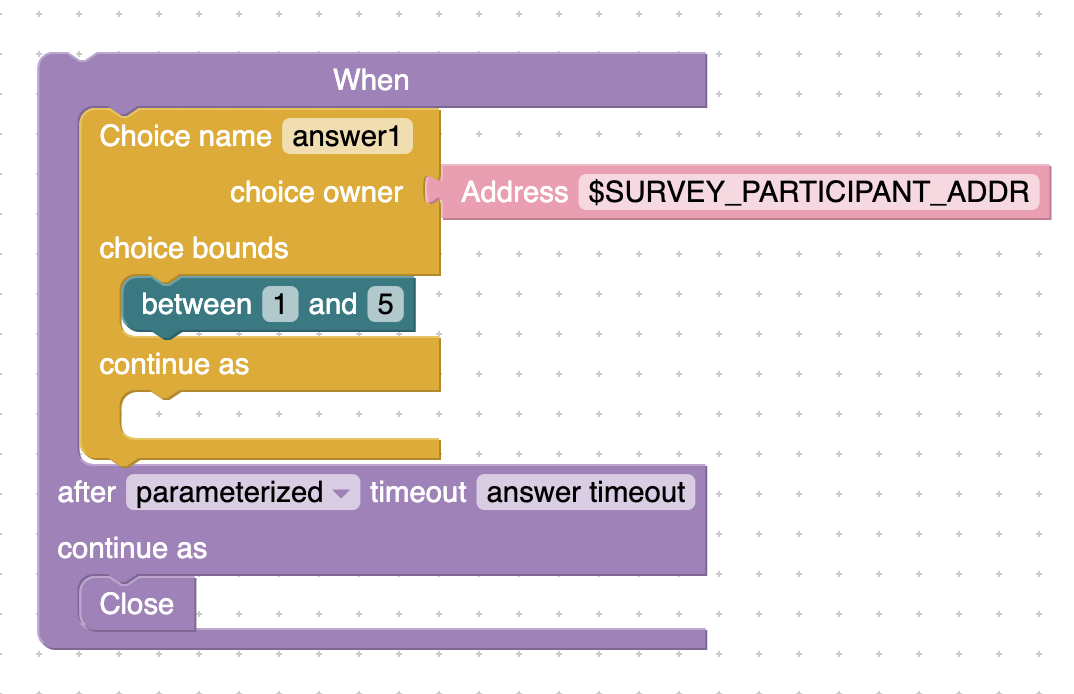 When
Choice name answer1
choice owner Address $SURVEY_PARTICIPANT_ADDR
choice bounds
between 1 and 5
continue as
after parameterized timeout answer timeout
continue as
Close